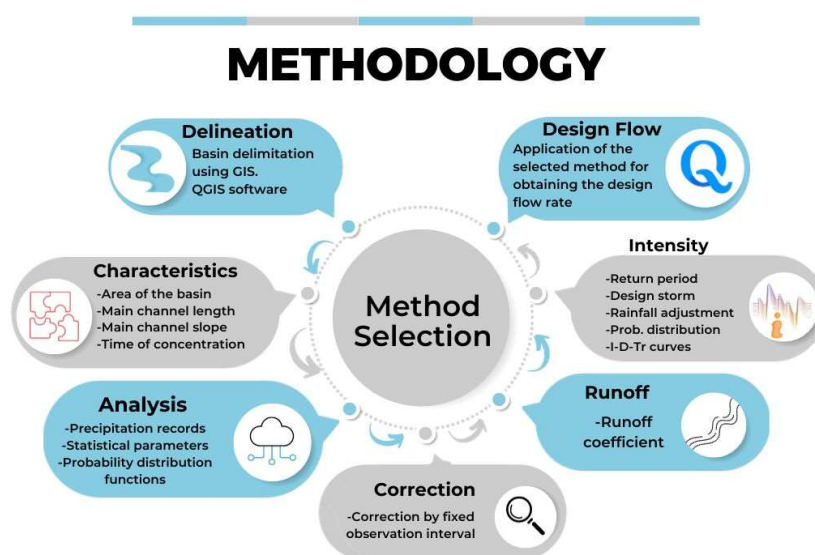 METHODOLOGY
Delineation
Basin delimitation
using GIS.
QGIS software
Design Flow
Application of the
selected method for
obtaining the design
flow rate
Q
Characteristics
-Area of the basin
-Main channel length
-Main channel slope
-Time of concentration
Method
Selection
Intensity
-Return period
-Design storm
-Rainfall adjustment
-Prob. distribution
-I-D-Tr curves
i
Analysis
-Precipitation records
-Statistical parameters
-Probability distribution
functions
Runoff
-Runoff
coefficient
Correction
-Correction by fixed
observation interval